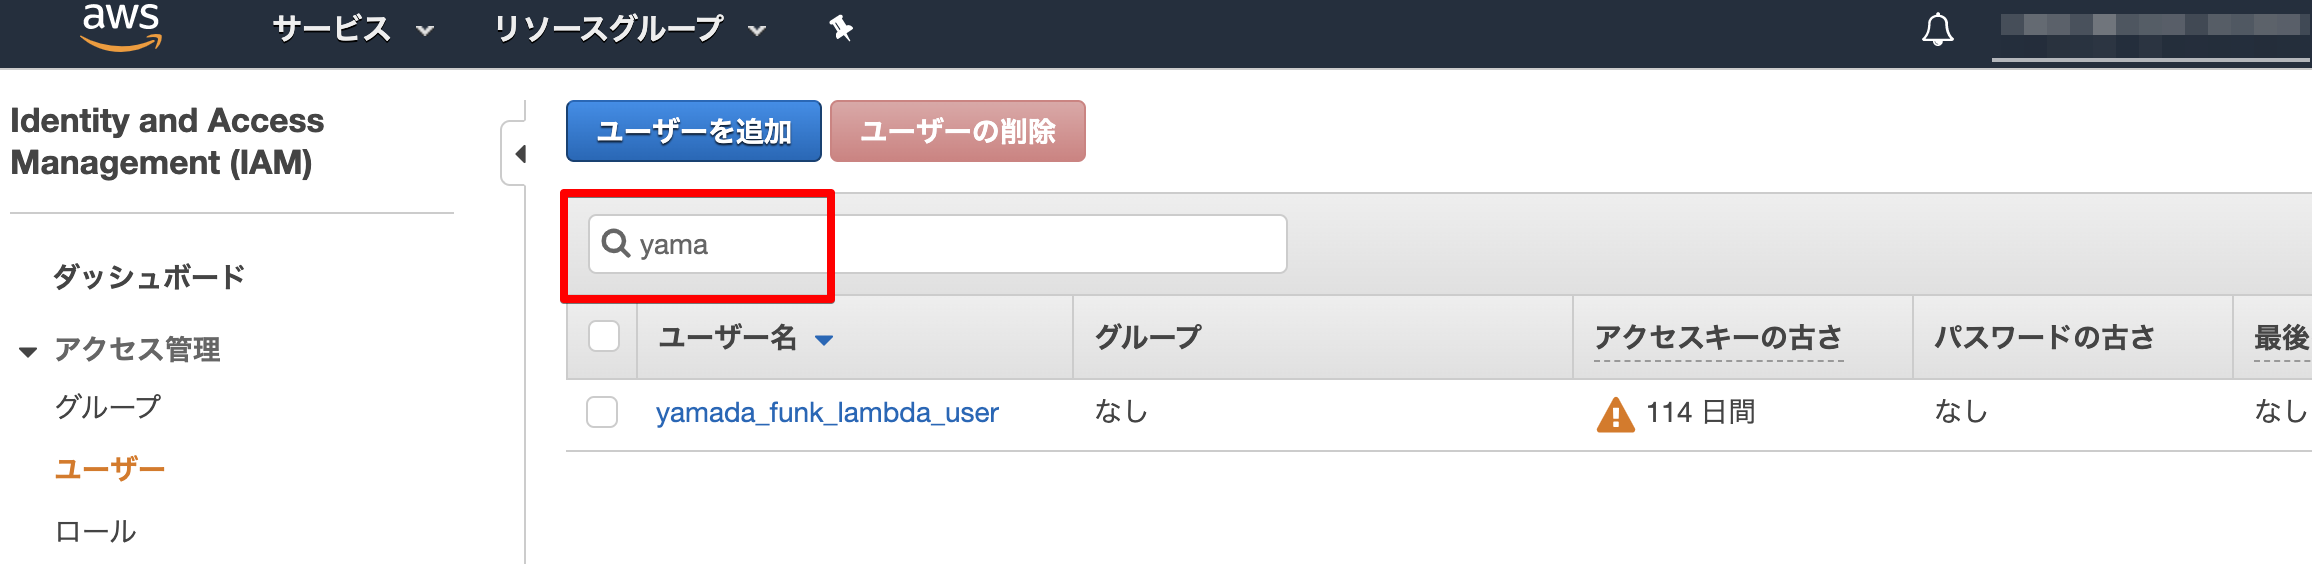 aws サービス リソースグループ
Identity and Access
Management (IAM)
ダッシュボード
アクセス管理
グループ
ユーザー
ロール
ユーザーを追加 ユーザーの削除
yama
ユーザー名 グループ アクセスキーの古さ パスワードの古さ 最後
yamada_funk_lambda_user なし 114 日間 なし なし